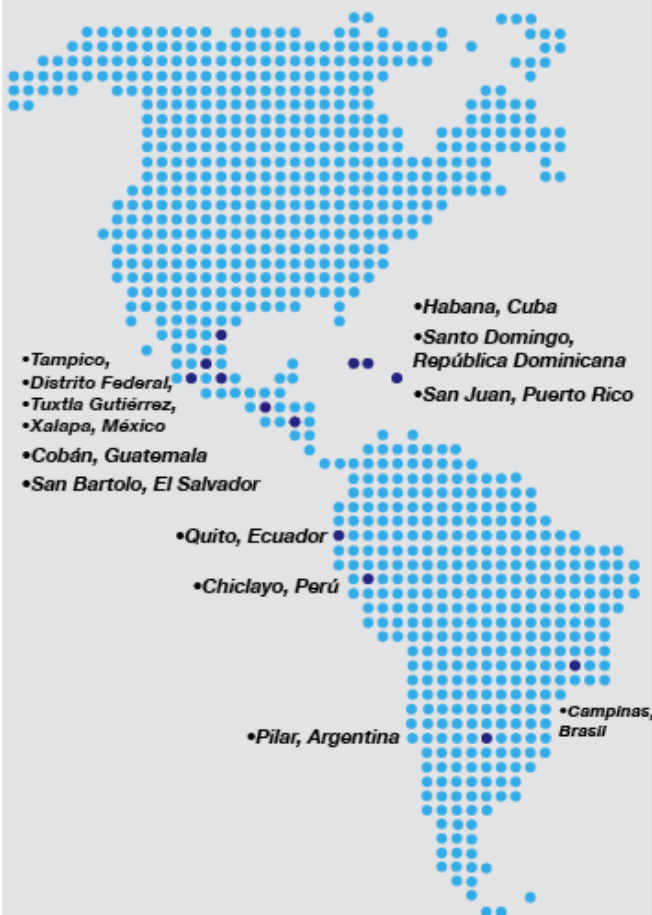 •Habana, Cuba
•Santo Domingo,
República Dominicana
•San Juan, Puerto Rico
•Tampico,
•Distrito Federal,
•Tuxtla Gutiérrez,
•Xalapa, México
•Cobán, Guatemala
•San Bartolo, El Salvador
•Quito, Ecuador
•Chiclayo, Perú
•Campinas,
Brasil
•Pilar, Argentina